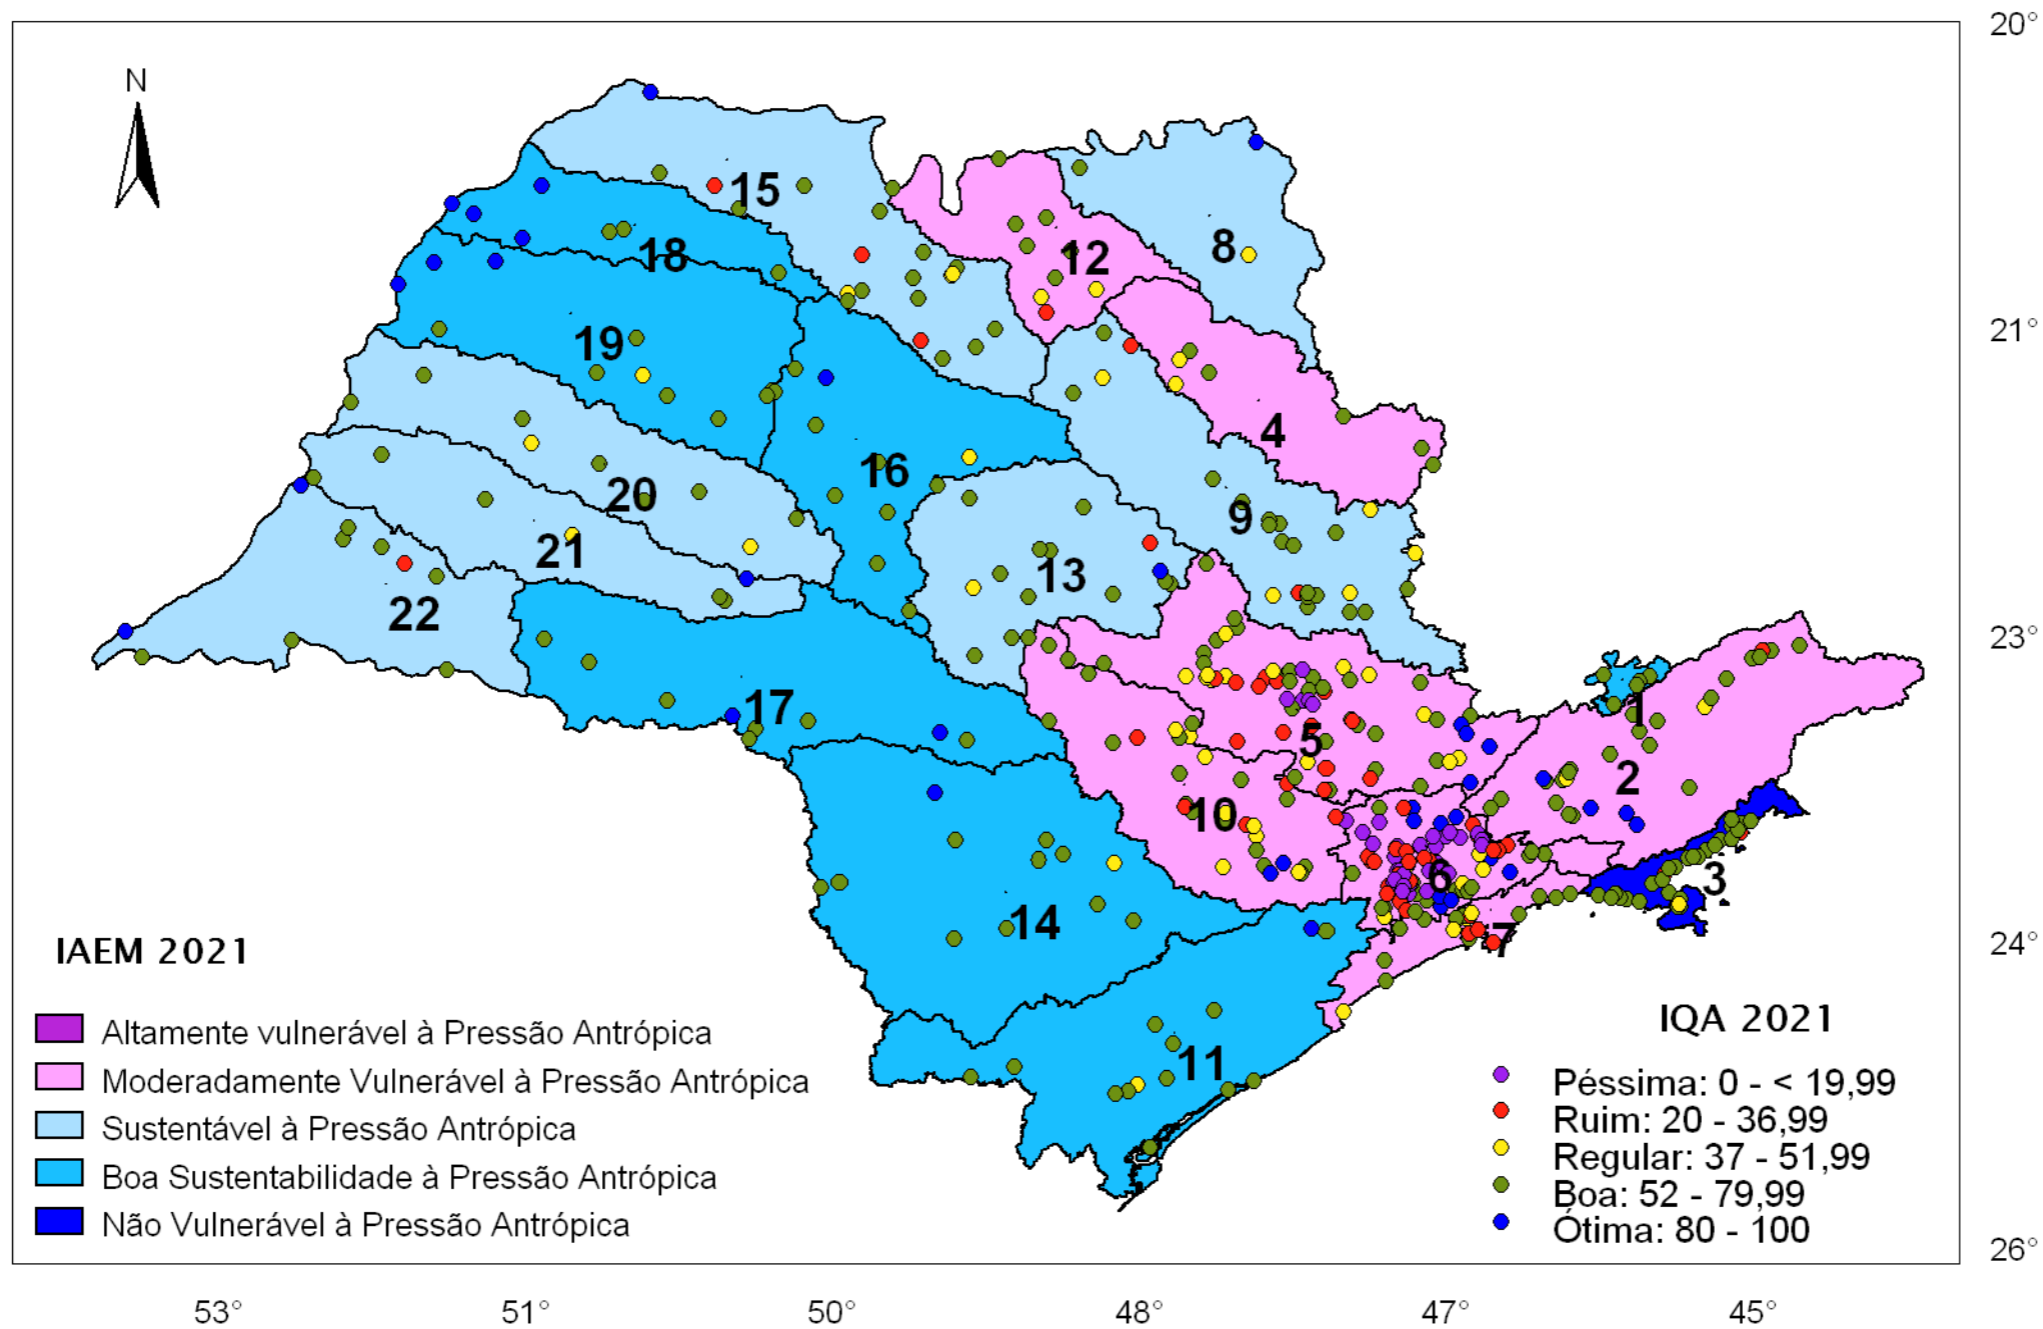 20°
N
15
8
12
18
21°
19
4
16
20
9
21
13
22
23°
17
1
5
2
10
6
3
14
7
24°
11
IAEM 2021
Altamente vulnerável à Pressão Antrópica
Moderadamente Vulnerável à Pressão Antrópica
Sustentável à Pressão Antrópica
Boa Sustentabilidade à Pressão Antrópica
Não Vulnerável à Pressão Antrópica
IQA 2021
Péssima: 0 - < 19,99
Ruim: 20 - 36,99
Regular: 37 - 51,99
Boa: 52 - 79,99
Ótima: 80 - 100
26°
53° 51° 50° 48° 47° 45°